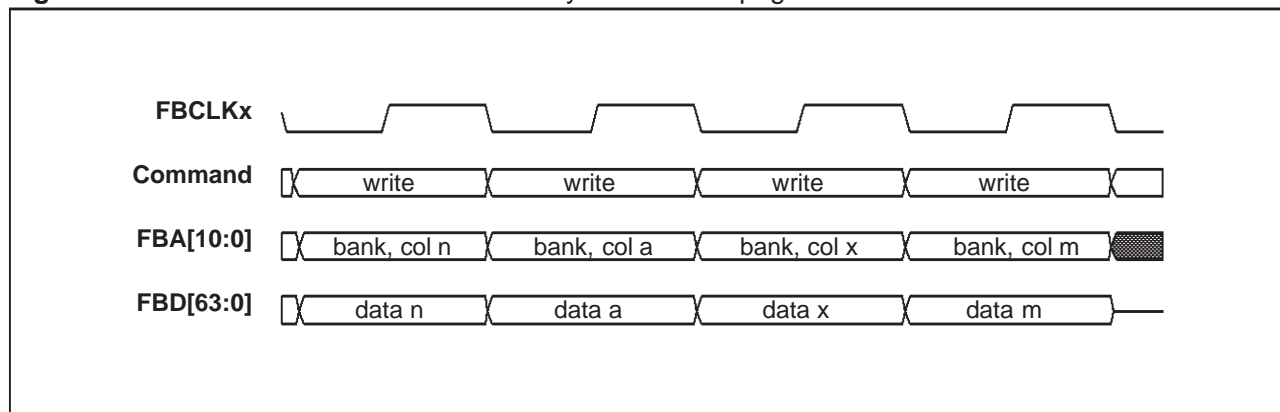 FBCLKx
Command write write write write
FBA[10:0] bank, col n bank, col a bank, col x bank, col m
FBD[63:0] data n data a data x data m